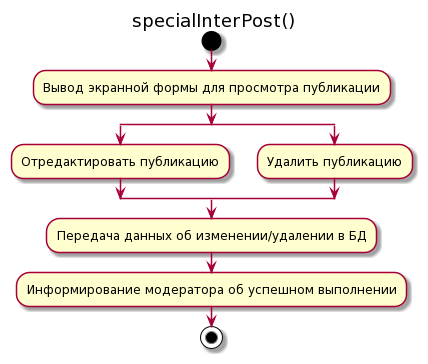 specialInterPost()
Вывод экранной формы для просмотра публикации
Отредактировать публикацию
Удалить публикацию
Передача данных об изменении/удалении в БД
Информирование модератора об успешном выполнении